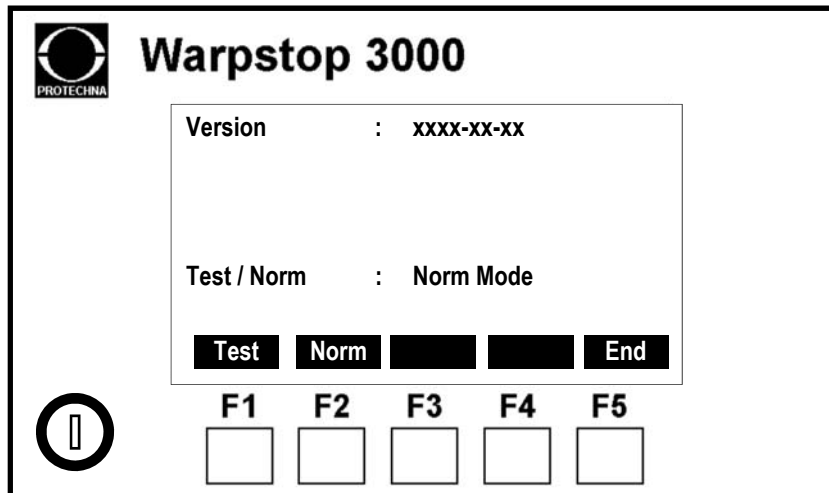 PROTECHNA
Warpstop 3000
Version : xxxx-xx-xx
Test / Norm : Norm Mode
Test Norm End
F1 F2 F3 F4 F5